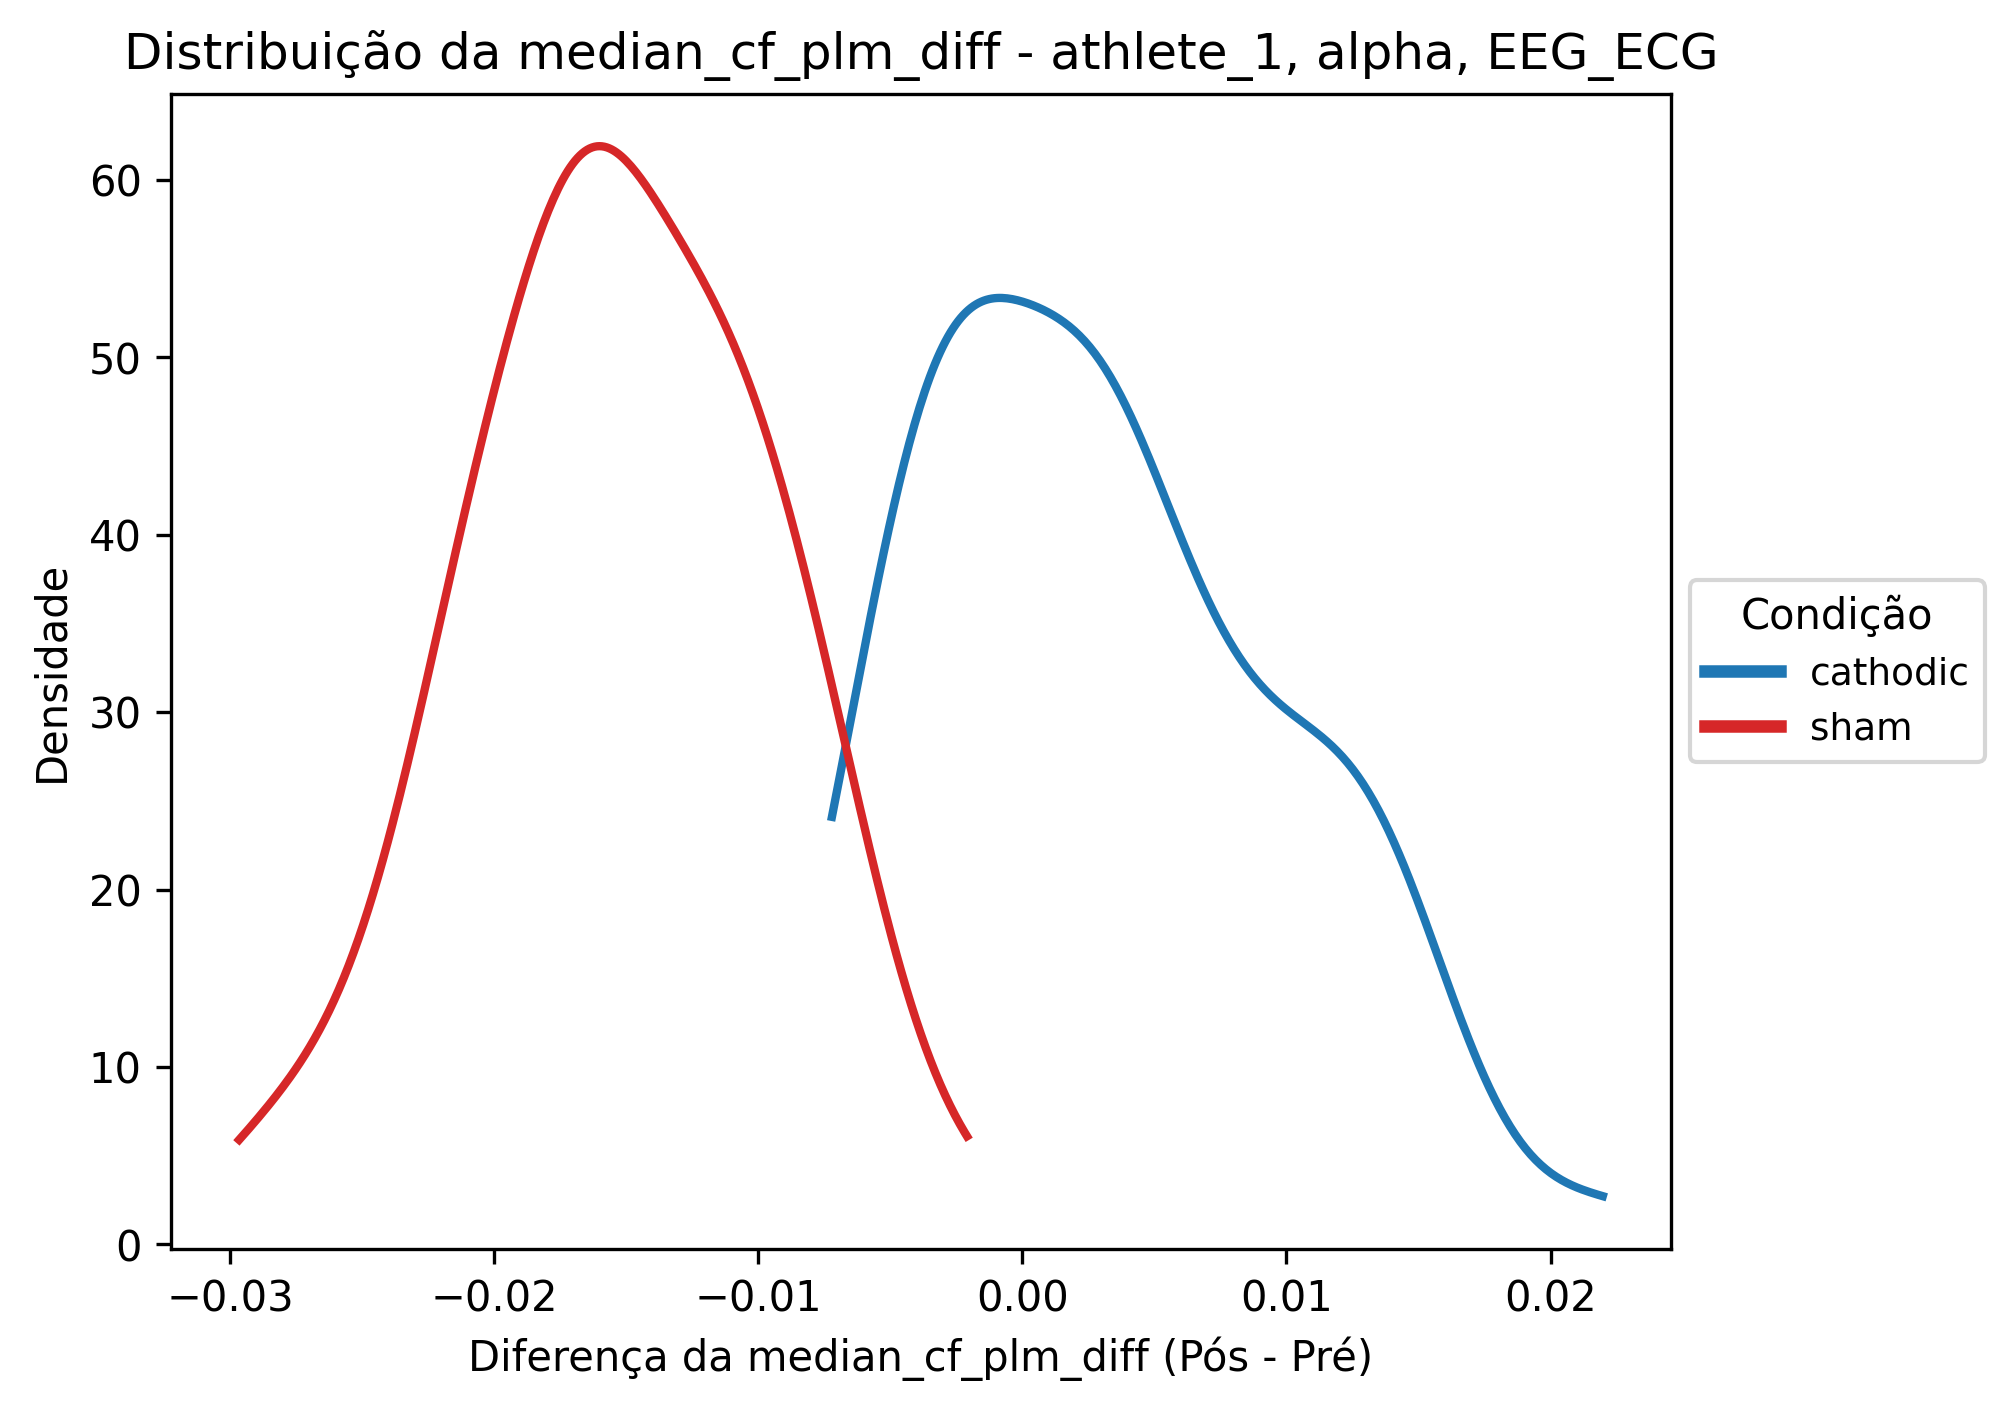 Distribuição da median_cf_plm_diff - athlete_1, alpha, EEG_ECG
Densidade
60
50
40
30
20
10
0
−0.03
−0.02
−0.01
0.00
0.01
0.02
Diferença da median_cf_plm_diff (Pós - Pré)
Condição
cathodic
sham